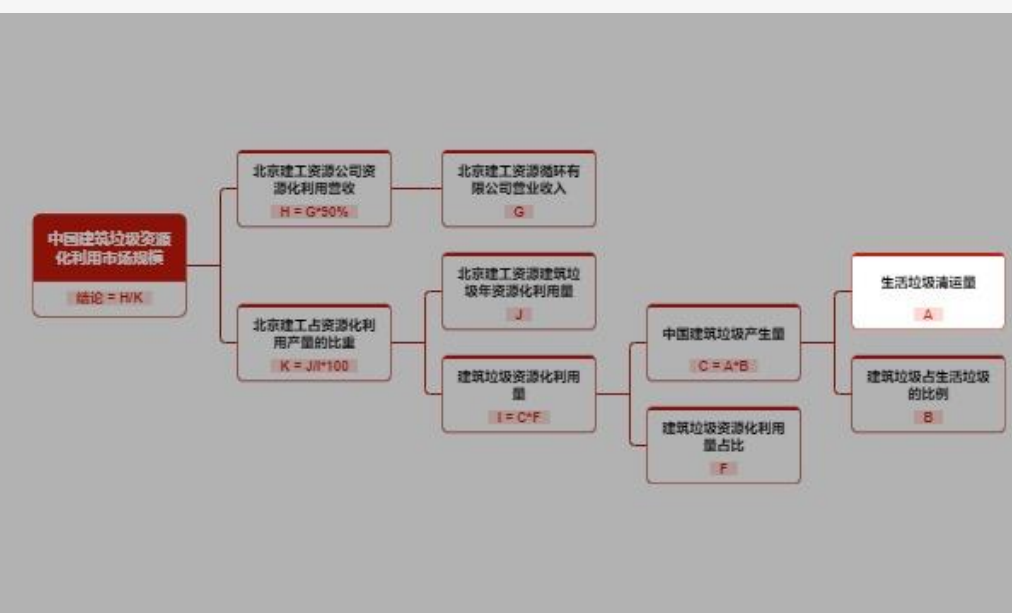 中国建筑垃圾资源
化利用市场规模
结论 = H/K
北京建工资源公司资
源化利用营收
H = G*90%
北京建工资源循环有
限公司营业收入
G
北京建工占资源化利
用产量的比重
K = J/I*100
北京建工资源建筑垃
圾年资源化利用量
J
建筑垃圾资源化利用
量
I = C*F
中国建筑垃圾产生量
C = A*B
建筑垃圾资源化利用
量占比
F
生活垃圾清运量
A
建筑垃圾占生活垃圾
的比例
B